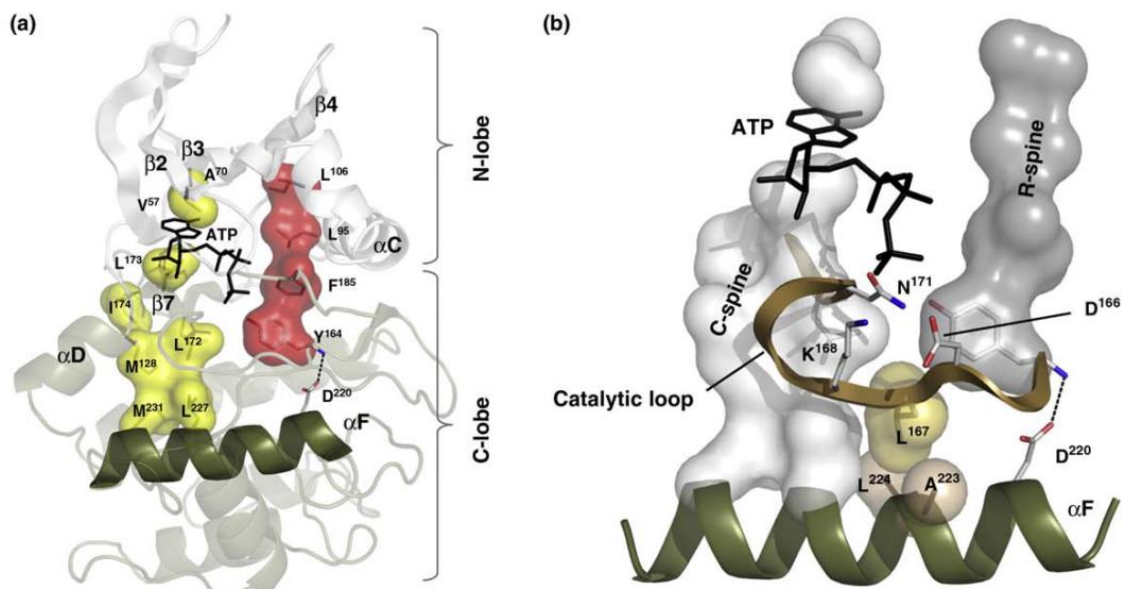 (a)
β4
β3
β2
A70
L106
V57
ATP
L95
αC
L173
F185
β7
I174
Y164
L172
αD
M128
D220
M231
L227
αF
N-lobe
C-lobe
(b)
ATP
R-spine
C-spine
N171
D166
K168
Catalytic loop
L167
D220
L224
A223
αF